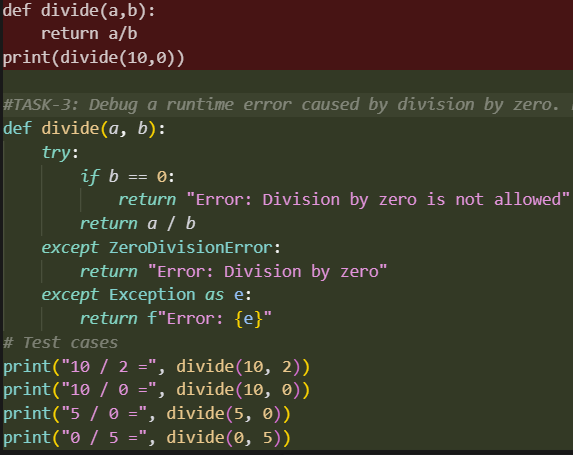 def divide(a,b):
    return a/b
print(divide(10,0))
#TASK-3: Debug a runtime error caused by division by zero.
def divide(a, b):
    try:
        if b == 0:
            return "Error: Division by zero is not allowed"
        return a / b
    except ZeroDivisionError:
        return "Error: Division by zero"
    except Exception as e:
        return f"Error: {e}"
# Test cases
print("10 / 2 =", divide(10, 2))
print("10 / 0 =", divide(10, 0))
print("5 / 0 =", divide(5, 0))
print("0 / 5 =", divide(0, 5))